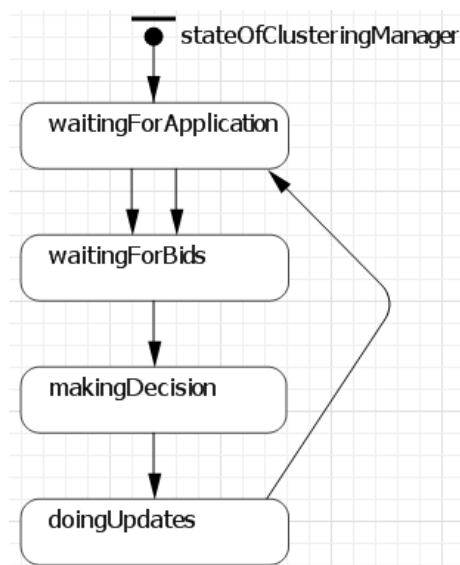 stateOfClusteringManager
waitingForApplication
waitingForBids
makingDecision
doingUpdates